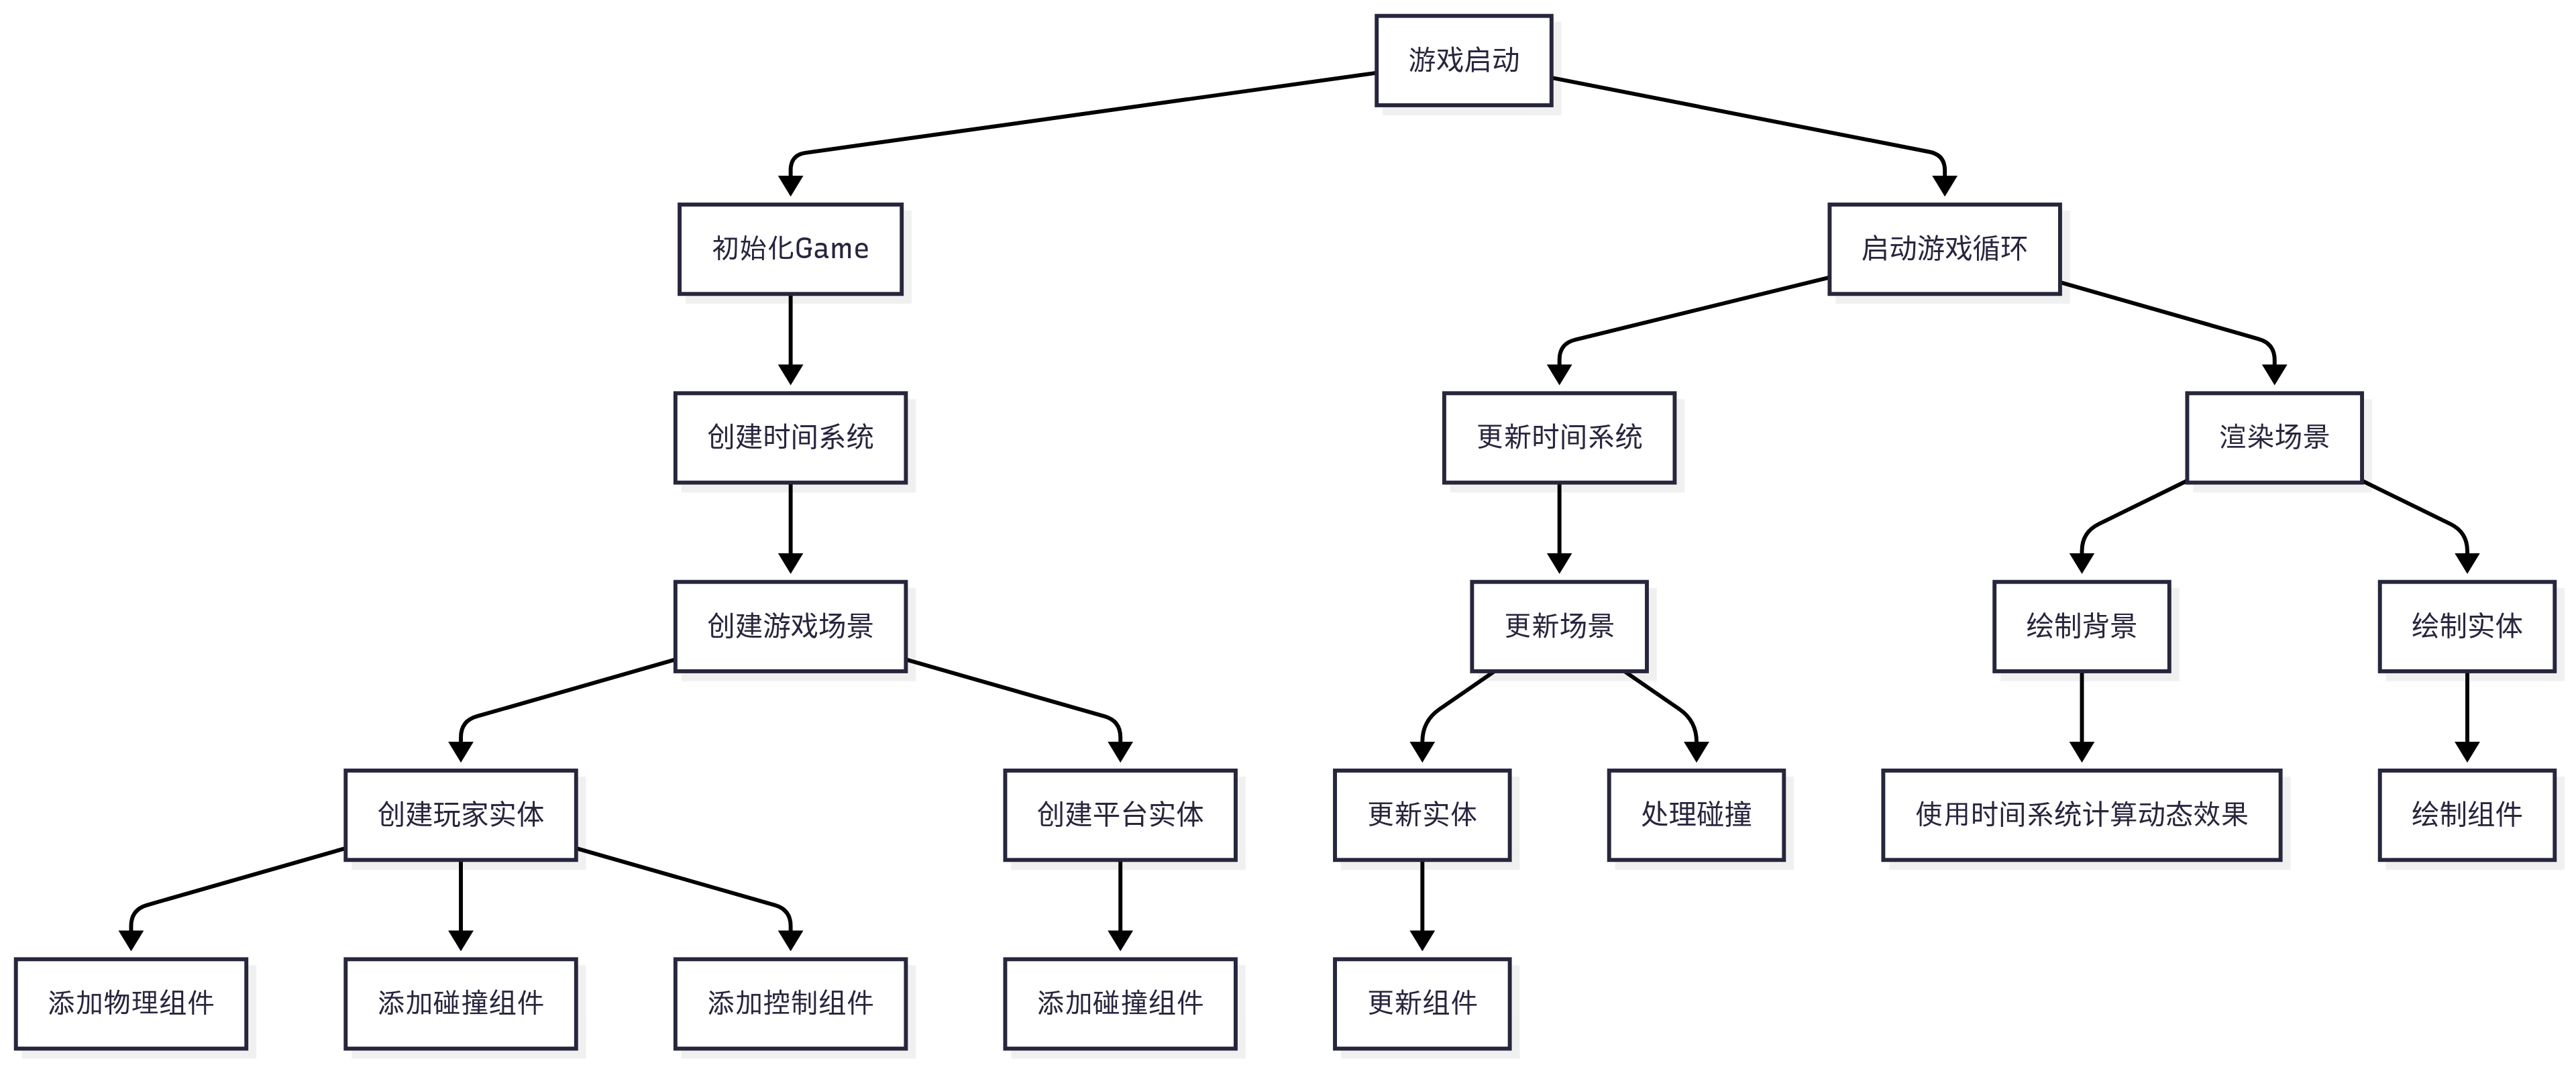 游戏启动
初始化Game
启动游戏循环
创建时间系统
更新时间系统
渲染场景
创建游戏场景
更新场景
绘制背景
绘制实体
创建玩家实体
创建平台实体
更新实体
处理碰撞
使用时间系统计算动态效果
绘制组件
添加物理组件
添加碰撞组件
添加控制组件
添加碰撞组件
更新组件